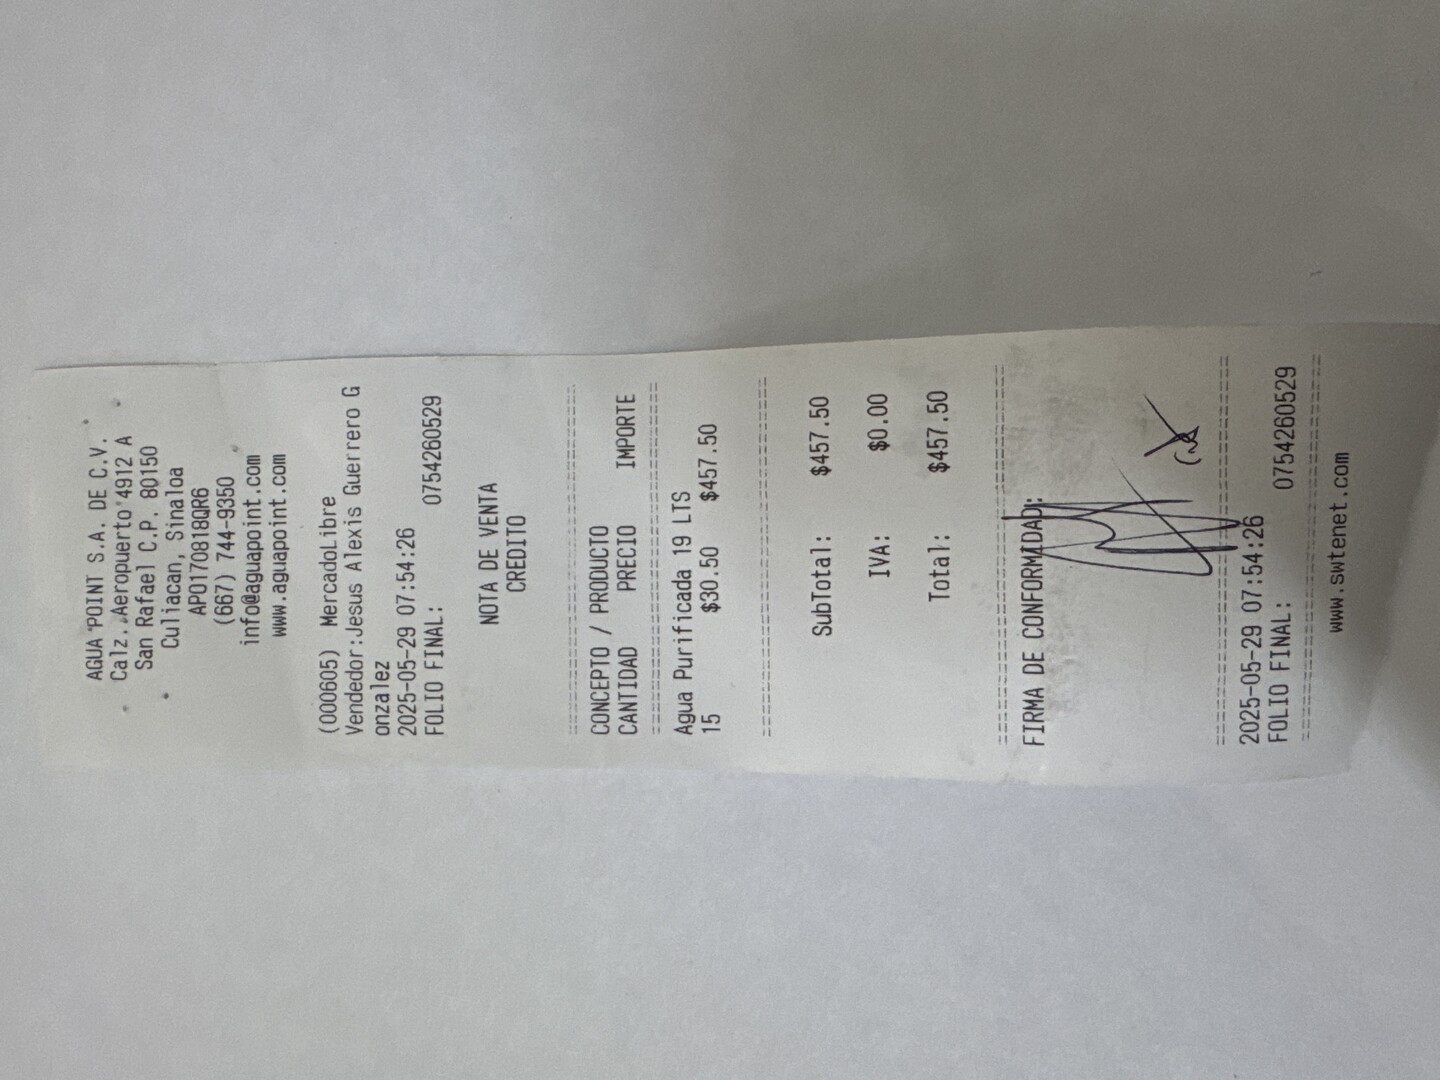 AGUA POINT S.A. DE C.V.
Calz. Aeropuerto 4912 A
San Rafael C.P. 80150
Culiacan, Sinaloa
APO170818QR6
(667) 744-9350
info@aguapoint.com
www.aguapoint.com
(000605) MercadoLibre
Vendedor:Jesus Alexis Guerrero G
onzalez
2025-05-29 07:54:26
FOLIO FINAL: 0754260529
NOTA DE VENTA
CREDITO
================================
CONCEPTO / PRODUCTO
CANTIDAD PRECIO IMPORTE
================================
Agua Purificada 19 LTS
15 $30.50 $457.50
================================
SubTotal: $457.50
IVA: $0.00
Total: $457.50
================================
FIRMA DE CONFORMIDAD:
================================
2025-05-29 07:54:26
FOLIO FINAL: 0754260529
================================
www.swtenet.com